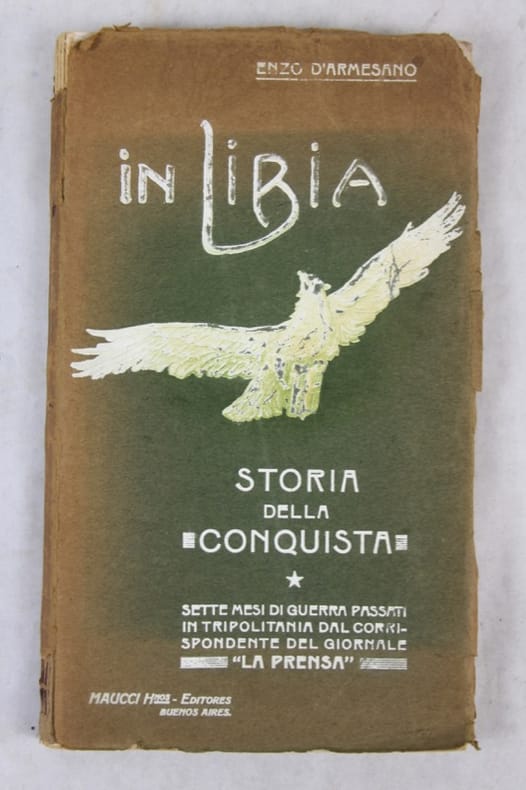 ENZO D'ARMESANO
IN LIBIA
STORIA
DELLA
CONQUISTA
SETTE MESI DI GUERRA PASSATI
IN TRIPOLITANIA DAL CORRI-
SPONDENTE DEL GIORNALE
"LA PRENSA"
MAUCCI Hnos - EDITORES
BUENOS AIRES.